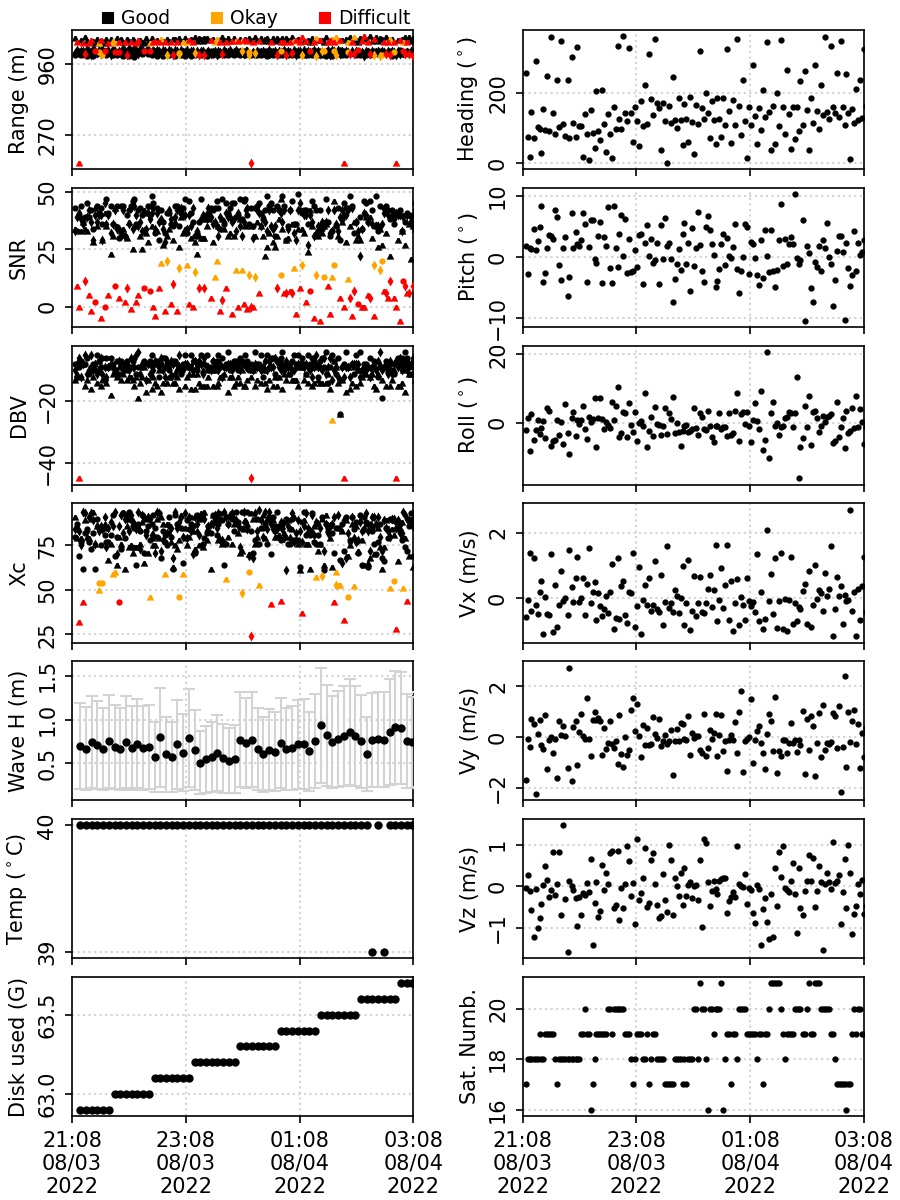 Good Okay Difficult
Range (m)
960
270
Heading (°)
200
0
SNR
50
25
0
Pitch (°)
10
0
−10
DBV
−20
−40
Roll (°)
20
0
Xc
75
50
25
Vx (m/s)
2
0
Wave H (m)
1.5
1.0
0.5
Vy (m/s)
2
0
−2
Temp (°C)
40
39
Vz (m/s)
1
0
−1
Disk used (G)
63.5
63.0
Sat. Numb.
20
18
16
21:08 23:08 01:08 03:08
08/03 08/03 08/04 08/04
2022 2022 2022 2022
21:08 23:08 01:08 03:08
08/03 08/03 08/04 08/04
2022 2022 2022 2022